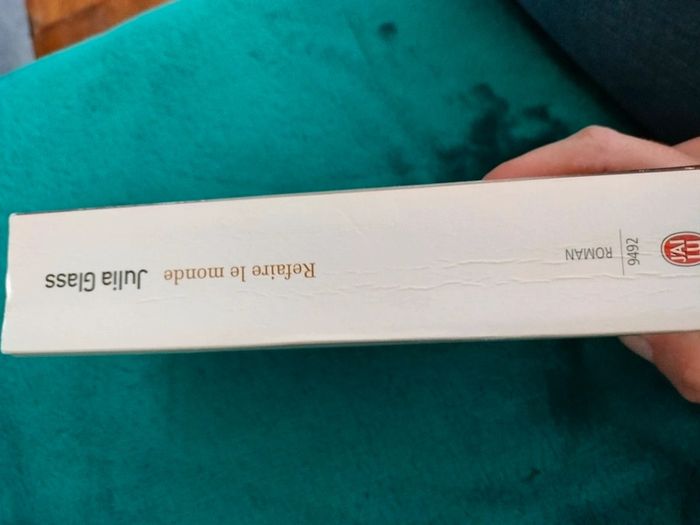 Julia Glass
Refaire le monde
ROMAN
9492
J'AI
LU